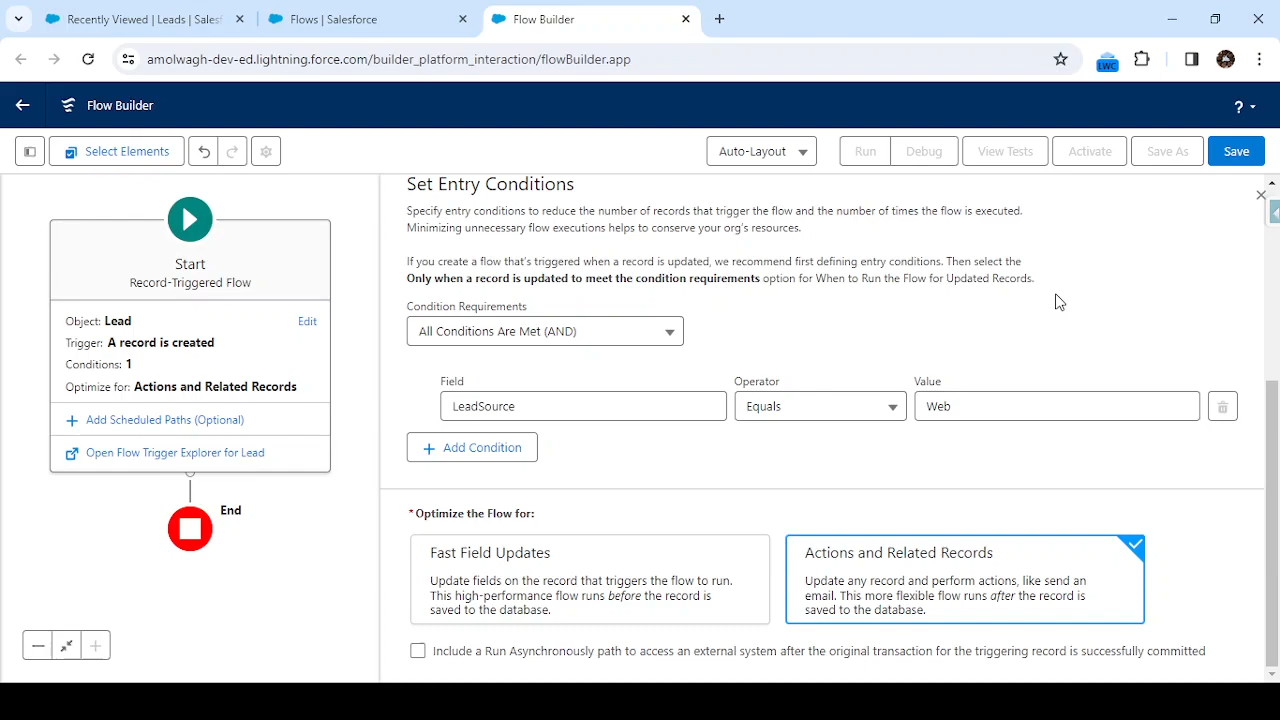 Recently Viewed | Leads | Sales
Flows | Salesforce
Flow Builder
amolwagh-dev-ed.lightning.force.com/builder_platform_interaction/flowBuilder.app
LWC
Flow Builder
?
Select Elements
Auto-Layout
Run
Debug
View Tests
Activate
Save As
Save
Start
Record-Triggered Flow
Object: Lead
Edit
Trigger: A record is created
Conditions: 1
Optimize for: Actions and Related Records
Add Scheduled Paths (Optional)
Open Flow Trigger Explorer for Lead
End
Set Entry Conditions
Specify entry conditions to reduce the number of records that trigger the flow and the number of times the flow is executed.
Minimizing unnecessary flow executions helps to conserve your org's resources.
If you create a flow that's triggered when a record is updated, we recommend first defining entry conditions. Then select the
Only when a record is updated to meet the condition requirements option for When to Run the Flow for Updated Records.
Condition Requirements
All Conditions Are Met (AND)
Field
Operator
Value
LeadSource
Equals
Web
Add Condition
*Optimize the Flow for:
Fast Field Updates
Update fields on the record that triggers the flow to run.
This high-performance flow runs before the record is
saved to the database.
Actions and Related Records
Update any record and perform actions, like send an
email. This more flexible flow runs after the record is
saved to the database.
Include a Run Asynchronously path to access an external system after the original transaction for the triggering record is successfully committed